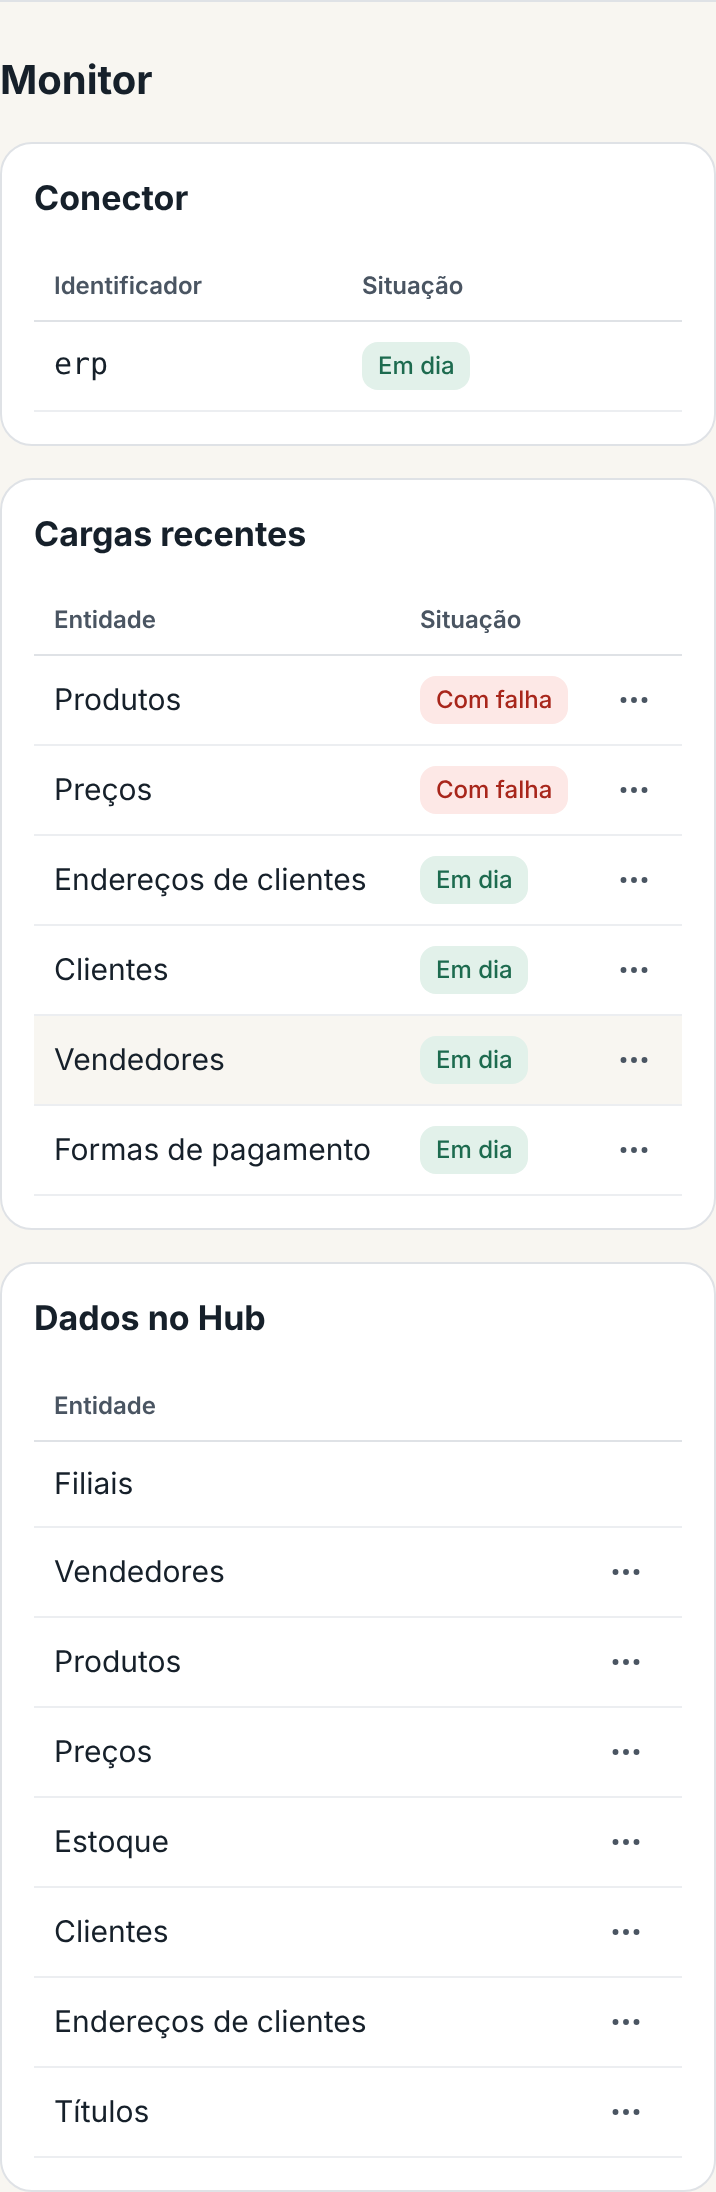 Monitor
Conector
Identificador Situação
erp Em dia
Cargas recentes
Entidade Situação
Produtos Com falha
Preços Com falha
Endereços de clientes Em dia
Clientes Em dia
Vendedores Em dia
Formas de pagamento Em dia
Dados no Hub
Entidade
Filiais
Vendedores
Produtos
Preços
Estoque
Clientes
Endereços de clientes
Títulos